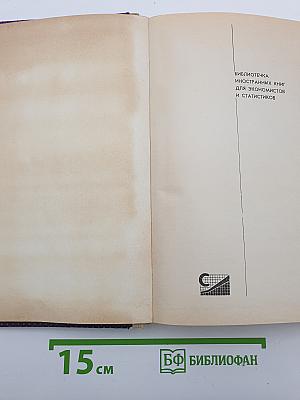 БИБЛИОТЕЧКА
ИНОСТРАННЫХ КНИГ
ДЛЯ ЭКОНОМИСТОВ
И СТАТИСТИКОВ
15 см
БФ БИБЛИОФАН